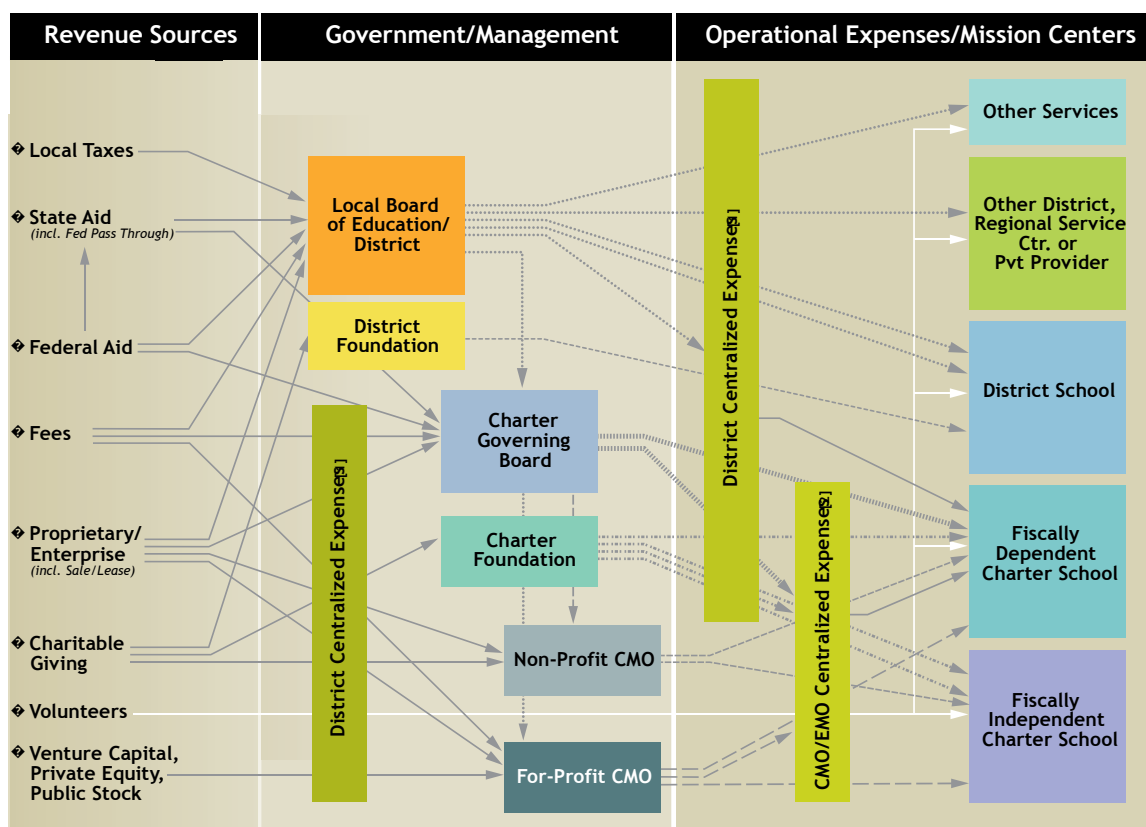 Revenue Sources
Government/Management
Operational Expenses/Mission Centers
� Local Taxes
� State Aid
(incl. Fed Pass Through)
� Federal Aid
� Fees
� Proprietary/
Enterprise
(incl. Sale/Lease)
� Charitable
Giving
� Volunteers
� Venture Capital,
Private Equity,
Public Stock
Local Board
of Education/
District
District
Foundation
Charter
Governing
Board
Charter
Foundation
Non-Profit CMO
For-Profit CMO
District Centralized Expenses
District Centralized Expenses
CMO/EMO Centralized Expenses
Other Services
Other District,
Regional Service
Ctr. or
Pvt Provider
District School
Fiscally
Dependent
Charter School
Fiscally
Independent
Charter School